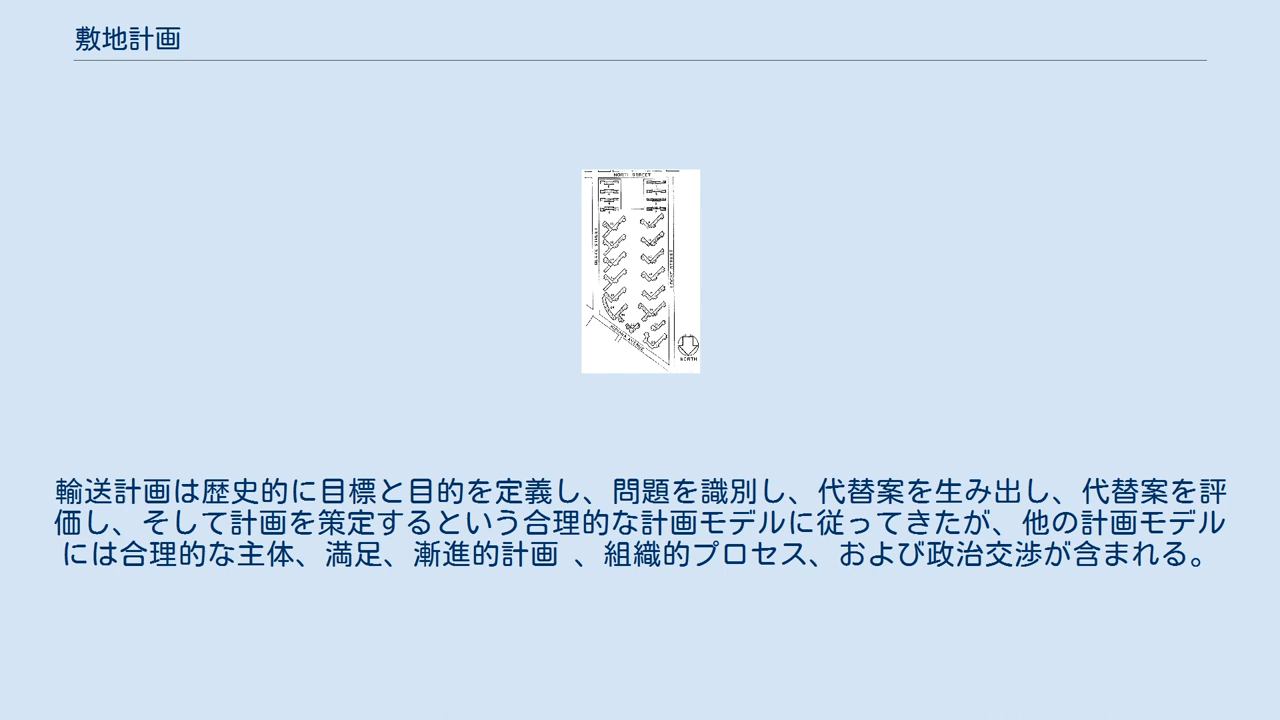 敷地計画
NORTH STREET
NORTH
輸送計画は歴史的に目標と目的を定義し、問題を識別し、代替案を生み出し、代替案を評
価し、そして計画を策定するという合理的な計画モデルに従ってきたが、他の計画モデル
には合理的な主体、満足、漸進的計画 、組織的プロセス、および政治交渉が含まれる。